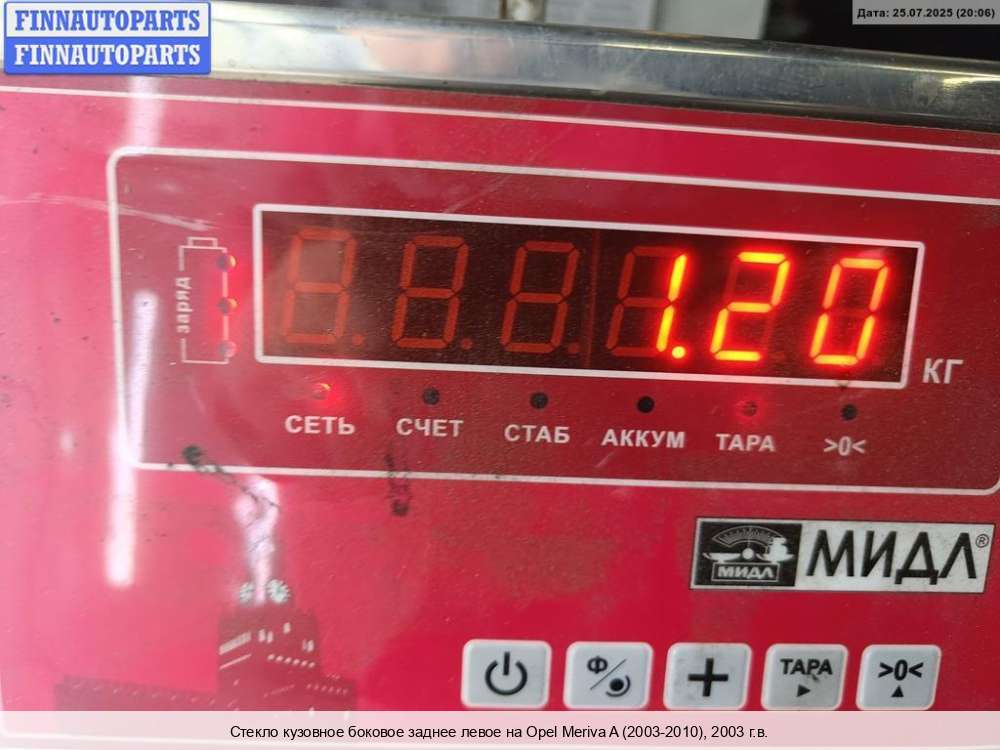 FINNAUTOPARTS
FINNAUTOPARTS
Дата: 25.07.2025 (20:06)
заряд
1.20
КГ
СЕТЬ
СЧЕТ
СТАБ
АККУМ
ТАРА
>0<
МИДЛ
МИДЛ®
Ф/
+
ТАРА
>0<
Стекло кузовное боковое заднее левое на Opel Meriva A (2003-2010), 2003 г.в.